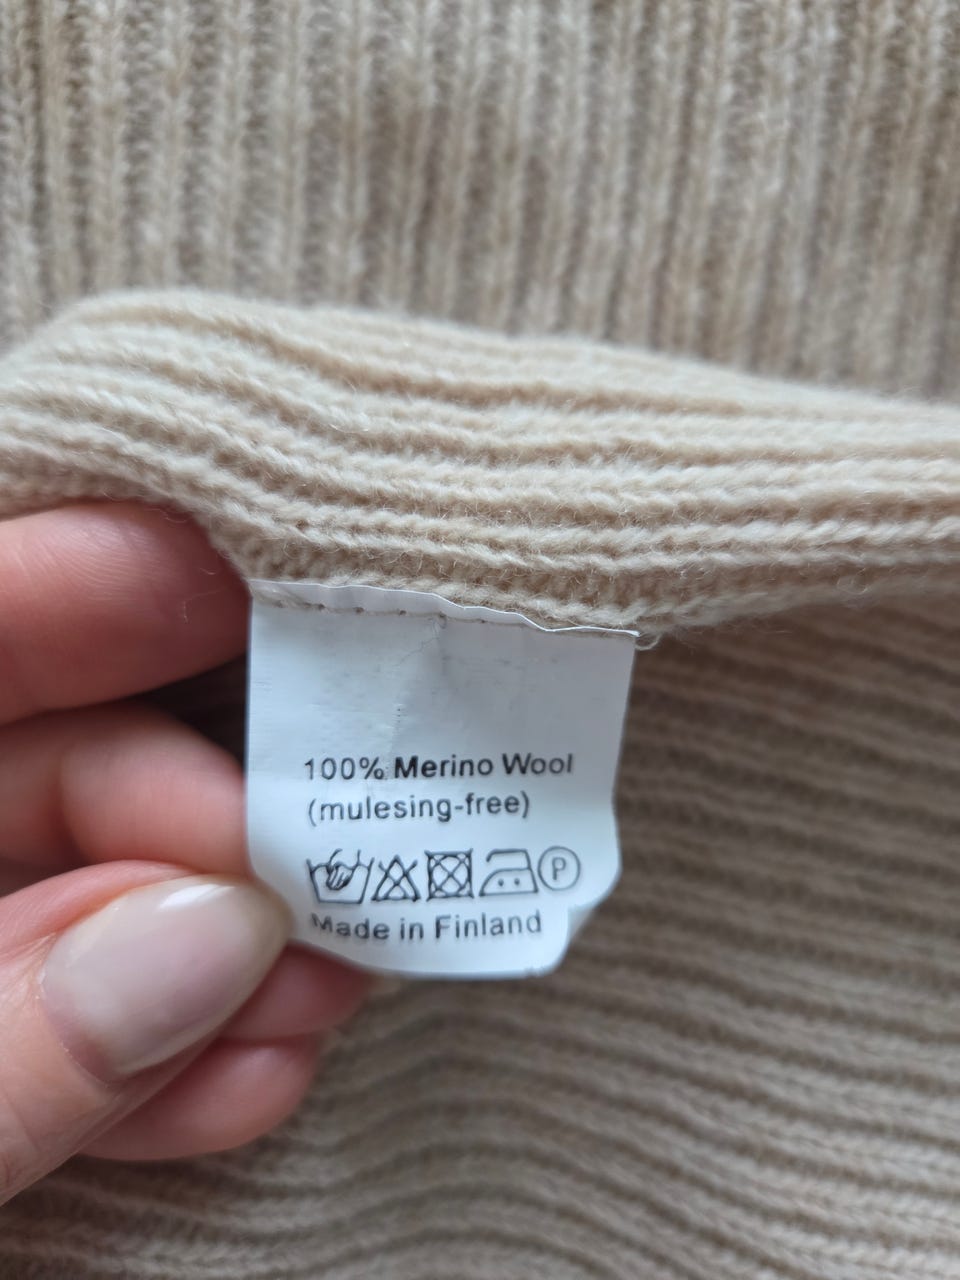 100% Merino Wool
(mulesing-free)
P
Made in Finland